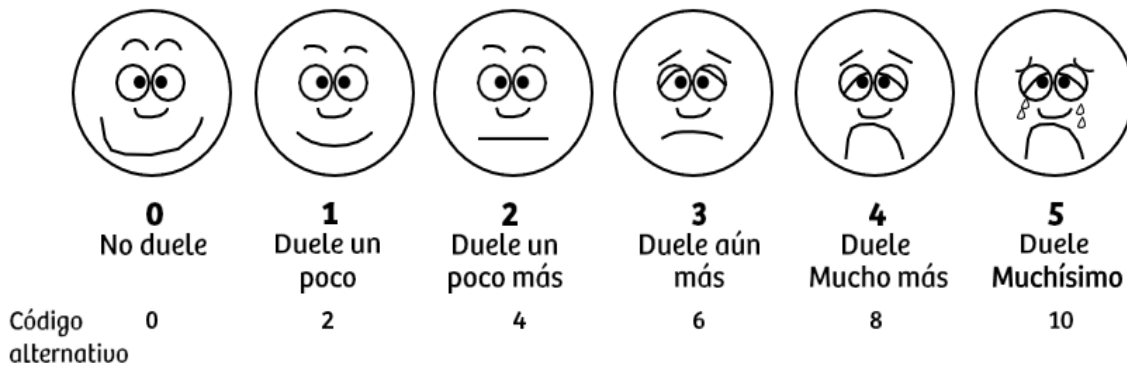 0 1 2 3 4 5
No duele Duele un Duele un Duele aún Duele Duele
poco poco más más Mucho más Muchísimo
Código 0 2 4 6 8 10
alternativo